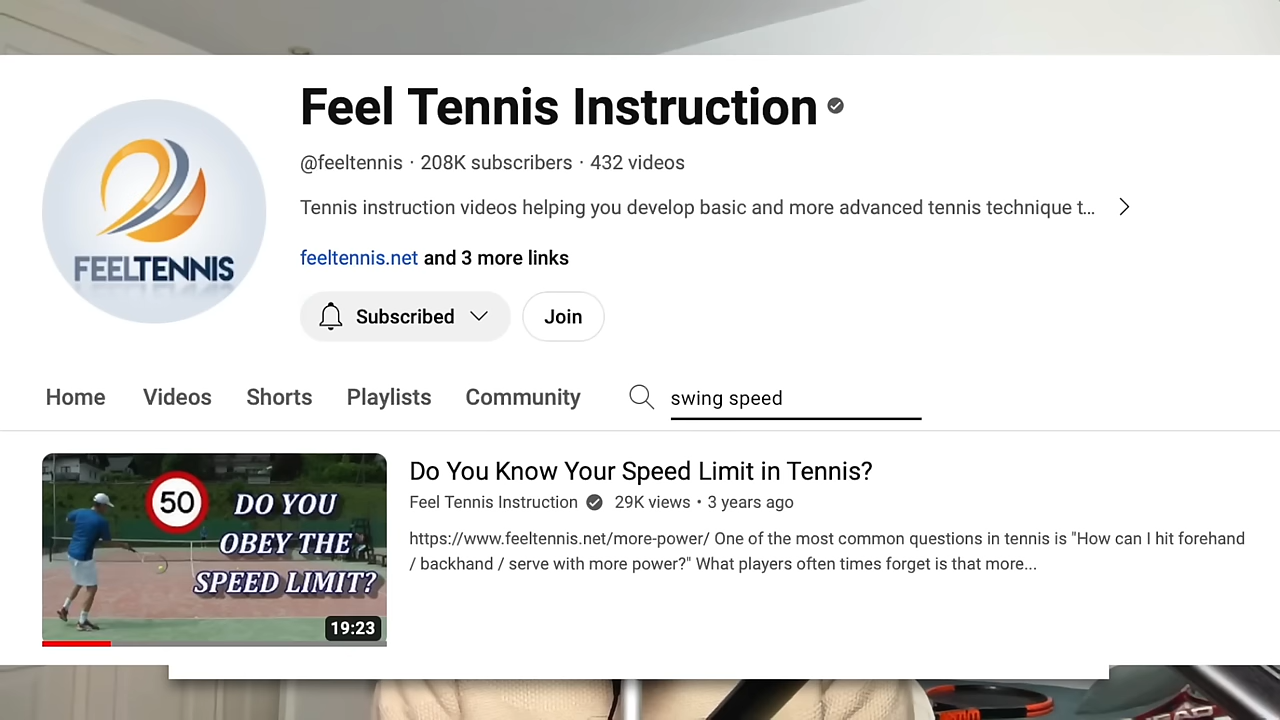 Feel Tennis Instruction
@feeltennis · 208K subscribers · 432 videos
Tennis instruction videos helping you develop basic and more advanced tennis technique t...
feeltennis.net and 3 more links
FEELTENNIS
Subscribed
Join
Home Videos Shorts Playlists Community swing speed
50
DO YOU
OBEY THE
SPEED LIMIT?
19:23
Do You Know Your Speed Limit in Tennis?
Feel Tennis Instruction 29K views • 3 years ago
https://www.feeltennis.net/more-power/ One of the most common questions in tennis is "How can I hit forehand
/ backhand / serve with more power?" What players often times forget is that more...